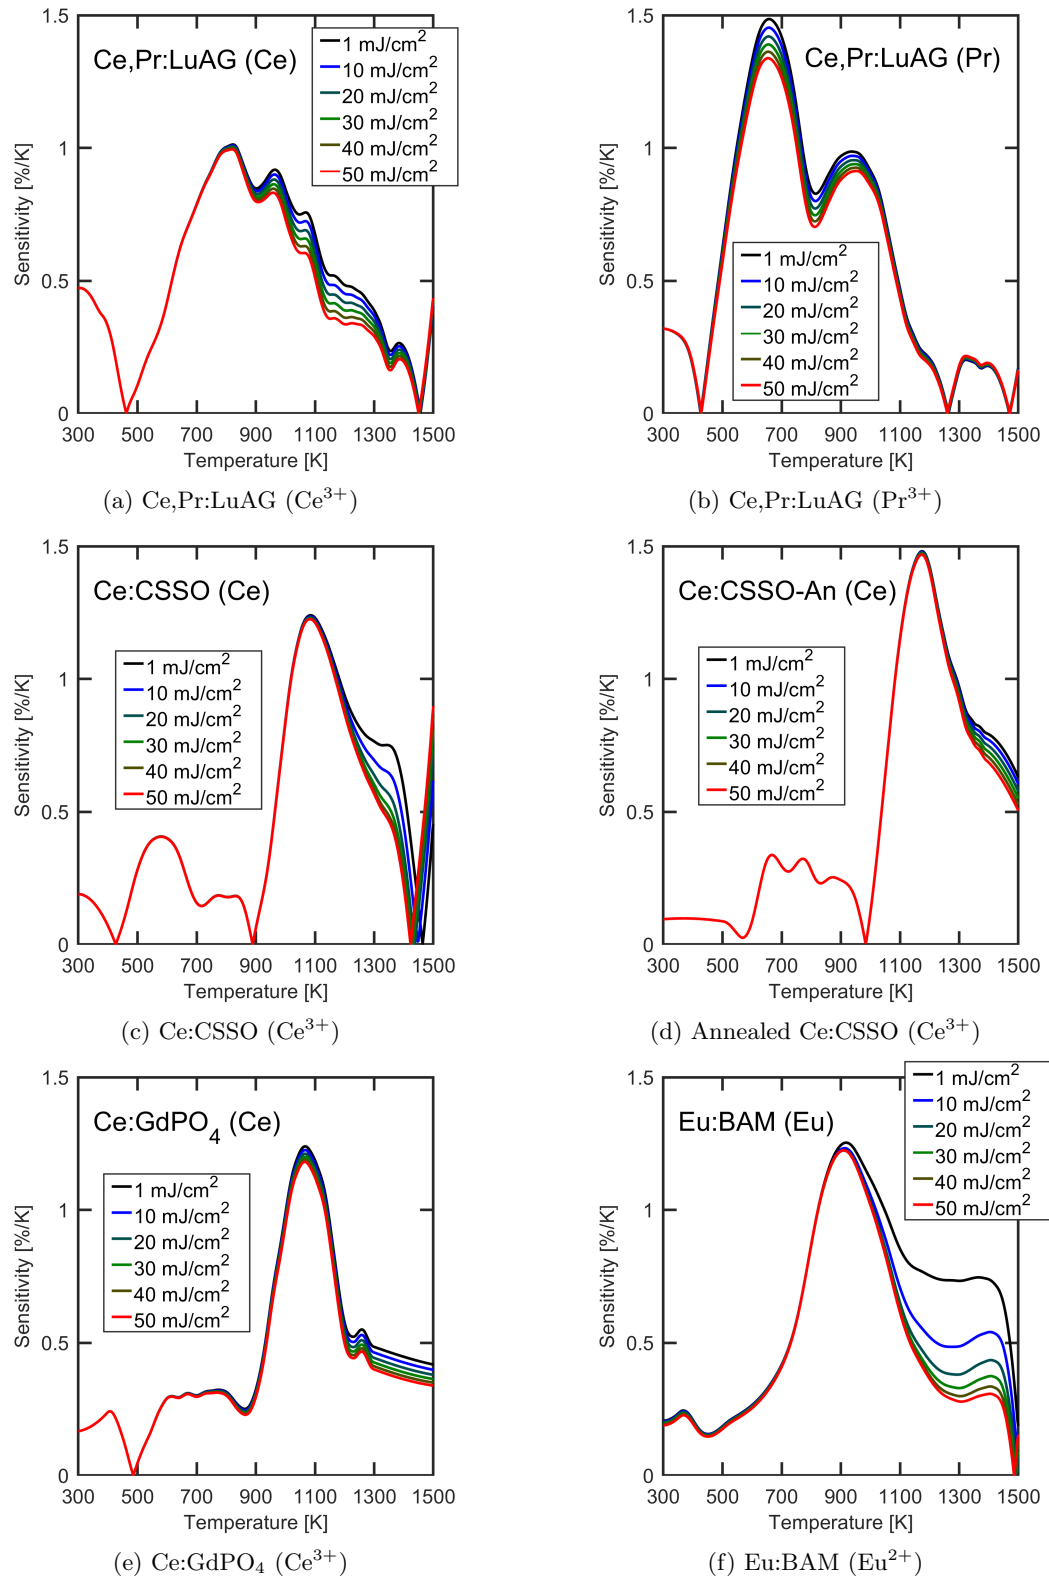 1.5
1
0.5
0
Sensitivity [%/K]
Ce,Pr:LuAG (Ce)
1 mJ/cm²
10 mJ/cm²
20 mJ/cm²
30 mJ/cm²
40 mJ/cm²
50 mJ/cm²
300 500 700 900 1100 1300 1500
Temperature [K]
(a) Ce,Pr:LuAG (Ce³⁺)
1.5
1
0.5
0
Sensitivity [%/K]
Ce,Pr:LuAG (Pr)
1 mJ/cm²
10 mJ/cm²
20 mJ/cm²
30 mJ/cm²
40 mJ/cm²
50 mJ/cm²
300 500 700 900 1100 1300 1500
Temperature [K]
(b) Ce,Pr:LuAG (Pr³⁺)
1.5
1
0.5
0
Sensitivity [%/K]
Ce:CSSO (Ce)
1 mJ/cm²
10 mJ/cm²
20 mJ/cm²
30 mJ/cm²
40 mJ/cm²
50 mJ/cm²
300 500 700 900 1100 1300 1500
Temperature [K]
(c) Ce:CSSO (Ce³⁺)
1.5
1
0.5
0
Sensitivity [%/K]
Ce:CSSO-An (Ce)
1 mJ/cm²
10 mJ/cm²
20 mJ/cm²
30 mJ/cm²
40 mJ/cm²
50 mJ/cm²
300 500 700 900 1100 1300 1500
Temperature [K]
(d) Annealed Ce:CSSO (Ce³⁺)
1.5
1
0.5
0
Sensitivity [%/K]
Ce:GdPO₄ (Ce)
1 mJ/cm²
10 mJ/cm²
20 mJ/cm²
30 mJ/cm²
40 mJ/cm²
50 mJ/cm²
300 500 700 900 1100 1300 1500
Temperature [K]
(e) Ce:GdPO₄ (Ce³⁺)
1.5
1
0.5
0
Sensitivity [%/K]
Eu:BAM (Eu)
1 mJ/cm²
10 mJ/cm²
20 mJ/cm²
30 mJ/cm²
40 mJ/cm²
50 mJ/cm²
300 500 700 900 1100 1300 1500
Temperature [K]
(f) Eu:BAM (Eu²⁺)